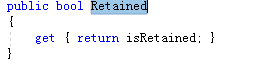 public bool Retained
{
get { return isRetained; }
}